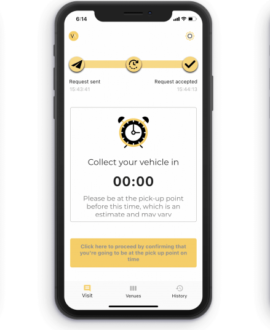 6:14
Request sent
Request accepted
15:43:41
15:44:13
Collect your vehicle in
00:00
Please be at the pick-up point
before this time, which is an
estimate and may vary
Click here to proceed by confirming that
you're going to be at the pick up point on
time
Visit
Venues
History